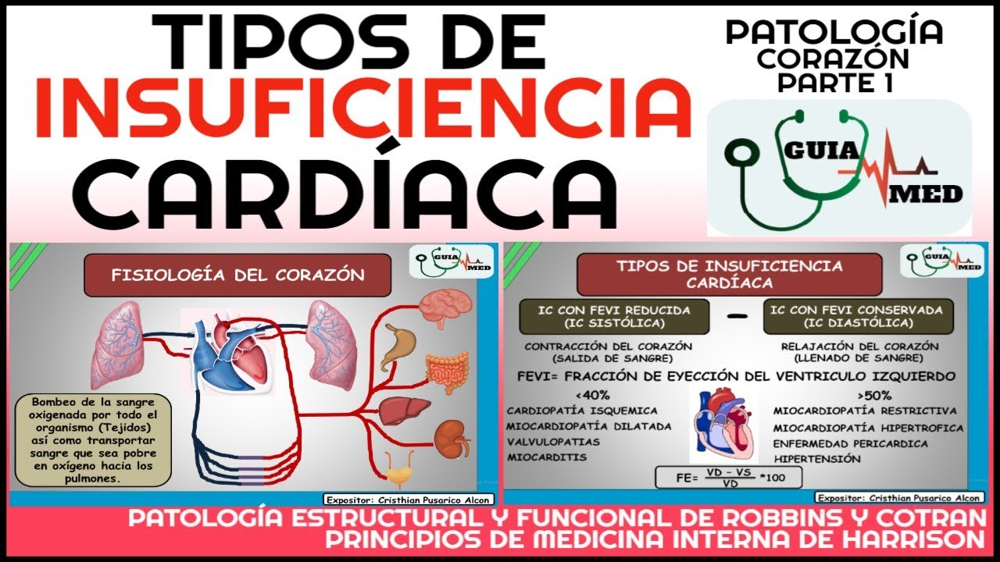 TIPOS DE
INSUFICIENCIA
CARDÍACA
PATOLOGÍA
CORAZÓN
PARTE 1
GUIA
MED
FISIOLOGÍA DEL CORAZÓN
GUIA
MED
Bombeo de la sangre
oxigenada por todo el
organismo (Tejidos)
así como transportar
sangre que sea pobre
en oxígeno hacia los
pulmones.
Expositor: Cristhian Pusarico Alcon
TIPOS DE INSUFICIENCIA
CARDÍACA
GUIA
MED
IC CON FEVI REDUCIDA
(IC SISTÓLICA)
-
IC CON FEVI CONSERVADA
(IC DIASTÓLICA)
CONTRACCIÓN DEL CORAZÓN
(SALIDA DE SANGRE)
RELAJACIÓN DEL CORAZÓN
(LLENADO DE SANGRE)
FEVI= FRACCIÓN DE EYECCIÓN DEL VENTRICULO IZQUIERDO
<40%
CARDIOPATÍA ISQUEMICA
MIOCARDIOPATÍA DILATADA
VALVULOPATIAS
MIOCARDITIS
>50%
MIOCARDIOPATÍA RESTRICTIVA
MIOCARDIOPATÍA HIPERTROFICA
ENFERMEDAD PERICARDICA
HIPERTENSIÓN
FE= VD - VS / VD *100
Expositor: Cristhian Pusarico Alcon
PATOLOGÍA ESTRUCTURAL Y FUNCIONAL DE ROBBINS Y COTRAN
PRINCIPIOS DE MEDICINA INTERNA DE HARRISON